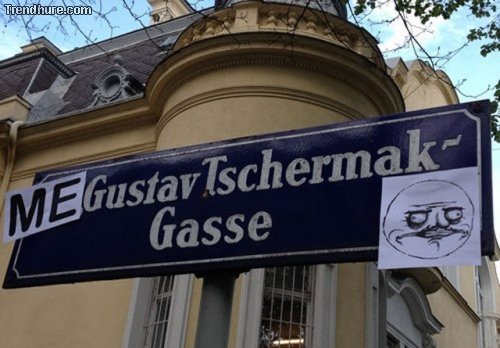 Trendhure.com
ME Gustav Tschermak-
Gasse